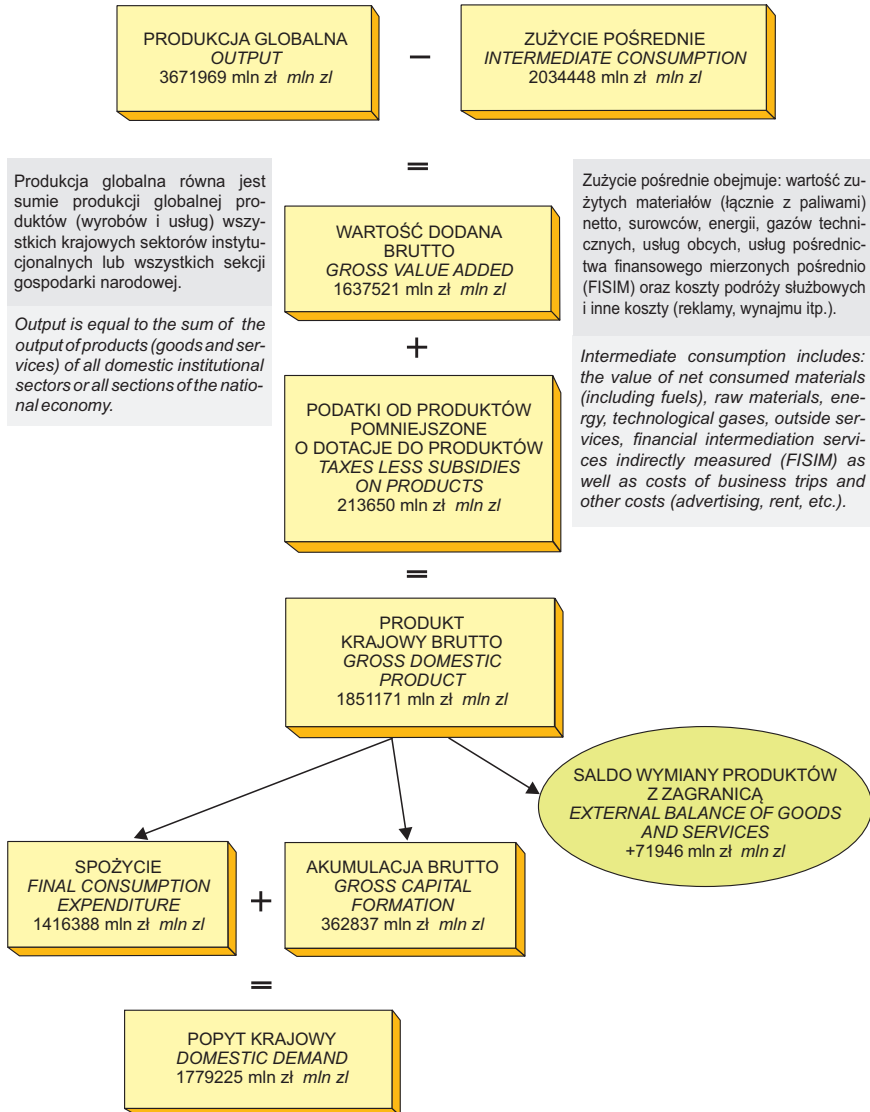 PRODUKCJA GLOBALNA
OUTPUT
3671969 mln zł mln zl
–
ZUŻYCIE POŚREDNIE
INTERMEDIATE CONSUMPTION
2034448 mln zł mln zl
=
Produkcja globalna równa jest
sumie produkcji globalnej pro-
duktów (wyrobów i usług) wszy-
stkich krajowych sektorów instytu-
cjonalnych lub wszystkich sekcji
gospodarki narodowej.
Output is equal to the sum of the
output of products (goods and ser-
vices) of all domestic institutional
sectors or all sections of the natio-
nal economy.
WARTOŚĆ DODANA
BRUTTO
GROSS VALUE ADDED
1637521 mln zł mln zl
+
PODATKI OD PRODUKTÓW
POMNIEJSZONE
O DOTACJE DO PRODUKTÓW
TAXES LESS SUBSIDIES
ON PRODUCTS
213650 mln zł mln zl
Zużycie pośrednie obejmuje: wartość zu-
żytych materiałów (łącznie z paliwami)
netto, surowców, energii, gazów techni-
cznych, usług obcych, usług pośrednic-
twa finansowego mierzonych pośrednio
(FISIM) oraz koszty podróży służbowych
i inne koszty (reklamy, wynajmu itp.).
Intermediate consumption includes:
the value of net consumed materials
(including fuels), raw materials, ene-
rgy, technological gases, outside ser-
vices, financial intermediation servi-
ces indirectly measured (FISIM) as
well as costs of business trips and
other costs (advertising, rent, etc.).
=
PRODUKT
KRAJOWY BRUTTO
GROSS DOMESTIC
PRODUCT
1851171 mln zł mln zl
SALDO WYMIANY PRODUKTÓW
Z ZAGRANICĄ
EXTERNAL BALANCE OF GOODS
AND SERVICES
+71946 mln zł mln zl
SPOŻYCIE
FINAL CONSUMPTION
EXPENDITURE
1416388 mln zł mln zl
+
AKUMULACJA BRUTTO
GROSS CAPITAL
FORMATION
362837 mln zł mln zl
=
POPYT KRAJOWY
DOMESTIC DEMAND
1779225 mln zł mln zl